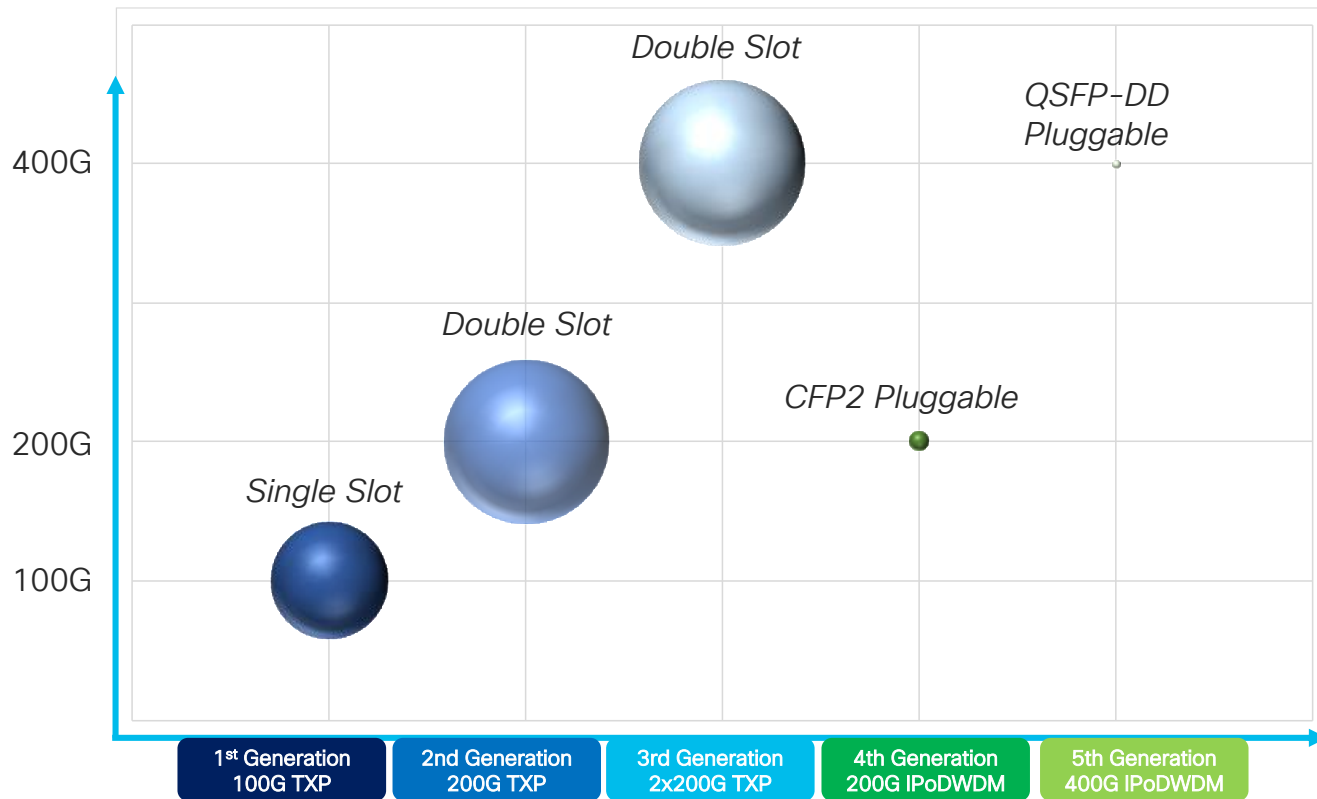 Double Slot
QSFP-DD
Pluggable
400G
Double Slot
CFP2 Pluggable
200G
Single Slot
100G
1st Generation
100G TXP
2nd Generation
200G TXP
3rd Generation
2x200G TXP
4th Generation
200G IPoDWDM
5th Generation
400G IPoDWDM